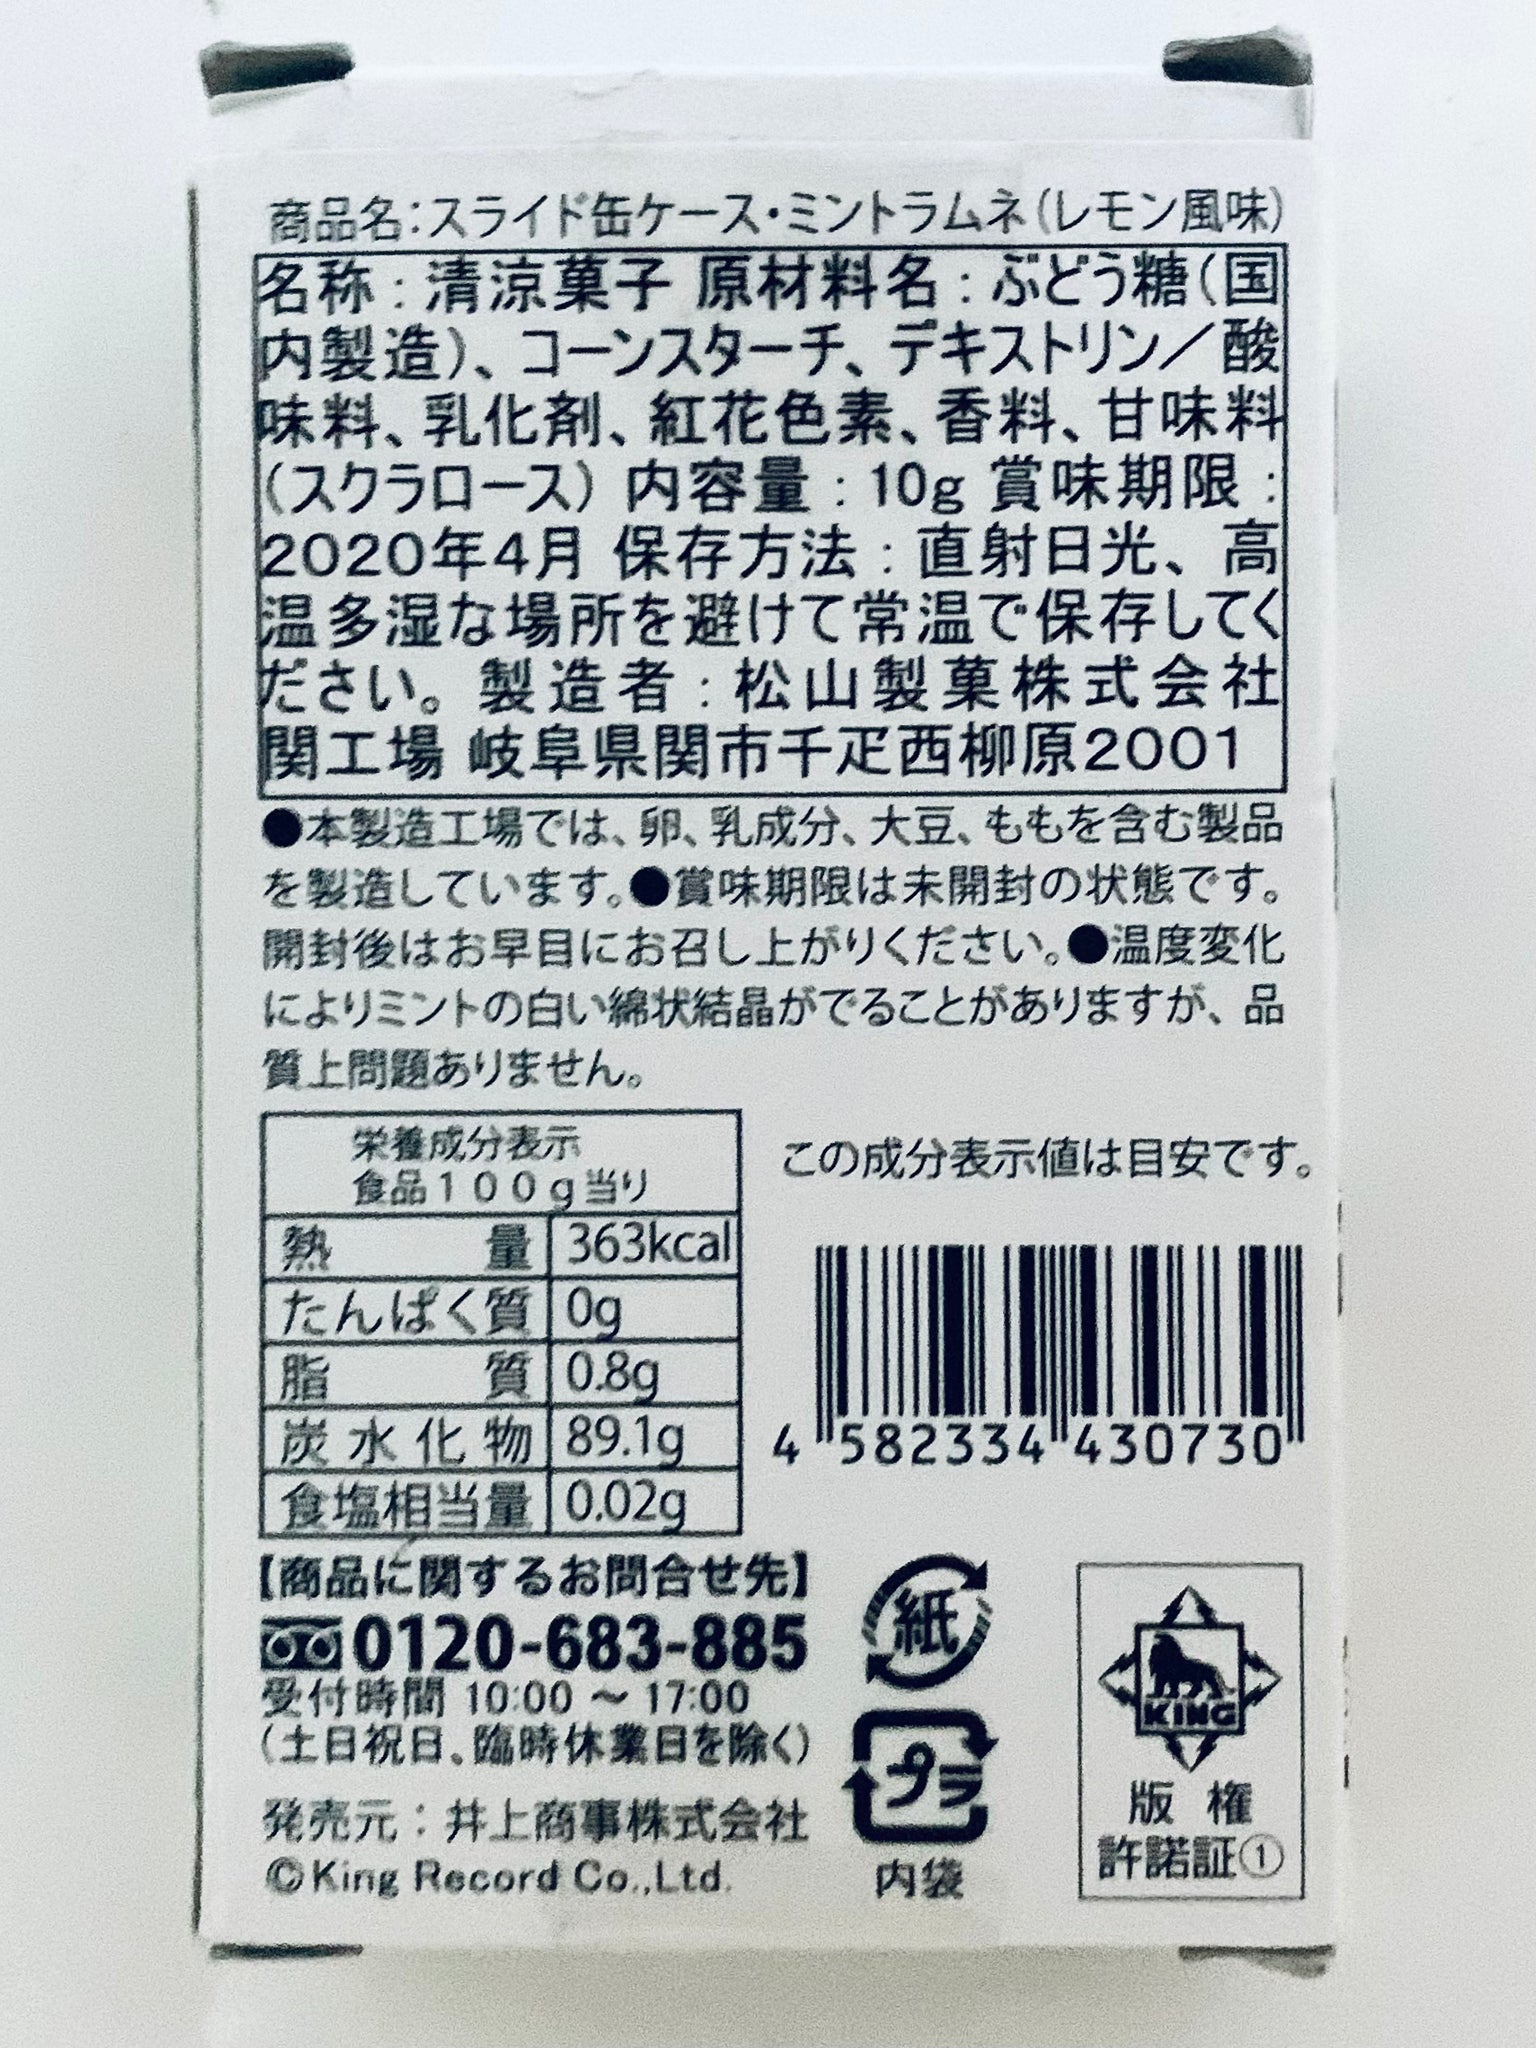 商品名:スライド缶ケース・ミントラムネ(レモン風味)
名称:清涼菓子 原材料名:ぶどう糖(国
内製造)、コーンスターチ、デキストリン/酸
味料、乳化剤、紅花色素、香料、甘味料
(スクラロース) 内容量:10g 賞味期限:
2020年4月 保存方法:直射日光、高
温多湿な場所を避けて常温で保存してく
ださい。製造者:松山製菓株式会社
関工場 岐阜県関市千疋西柳原2001
●本製造工場では、卵、乳成分、大豆、ももを含む製品
を製造しています。●賞味期限は未開封の状態です。
開封後はお早目にお召し上がりください。●温度変化
によりミントの白い綿状結晶がでることがありますが、品
質上問題ありません。
栄養成分表示
食品100g当り
熱量 363kcal
たんぱく質 0g
脂質 0.8g
炭水化物 89.1g
食塩相当量 0.02g
この成分表示値は目安です。
4 582334 430730
【商品に関するお問合せ先】
0120-683-885
受付時間 10:00 ～ 17:00
(土日祝日、臨時休業日を除く)
発売元:井上商事株式会社
©King Record Co.,Ltd.
紙
プラ
内袋
KING
版権
許諾証①